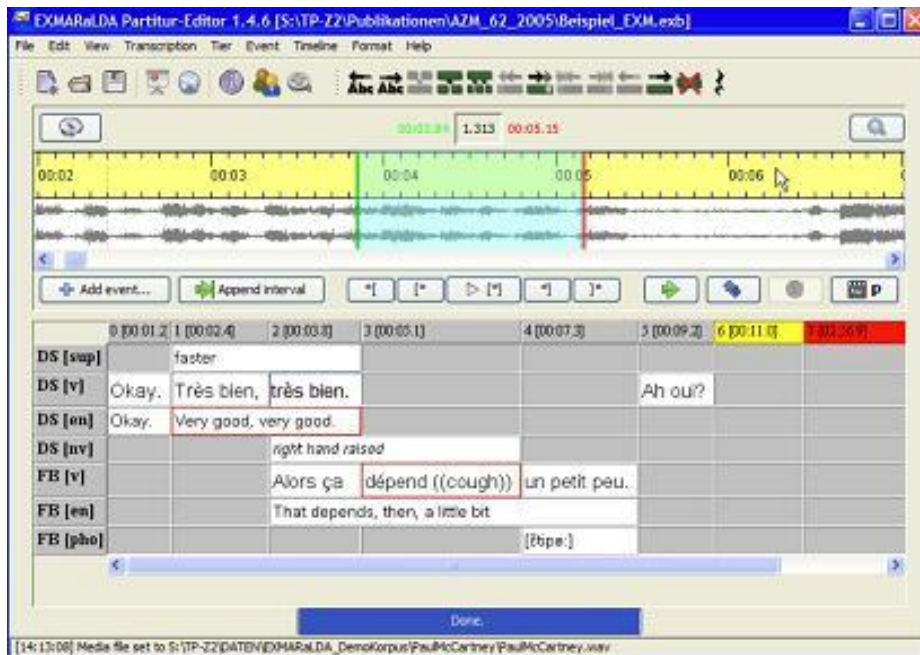 EXMARaLDA Partitur-Editor 1.4.6 [S:\TP-Z2\Publikationen\AZM_62_2005\Beispiel_EXM.exb]
File Edit View Transcription Tier Event Timeline Format Help
Abc Abc
1.313 00:05.15
00:02 00:03 00:04 00:05 00:06
Add event... Append interval *[ [* [*] *] ]* P
0 [00:01.2] 1 [00:02.4] 2 [00:03.8] 3 [00:05.1] 4 [00:07.3] 5 [00:09.2] 6 [00:11.0]
DS [sup] faster
DS [v] Okay. Très bien, très bien. Ah oui?
DS [en] Okay. Very good, very good.
DS [nv] right hand raised
FB [v] Alors ça dépend ((cough)) un petit peu.
FB [en] That depends, then, a little bit
FB [pho]
Done.
[14:13:08] Media file set to S:\TP-Z2\DATEN\EXMARaLDA_DemoKorpus\PaulMcCartney\PaulMcCartney.wav